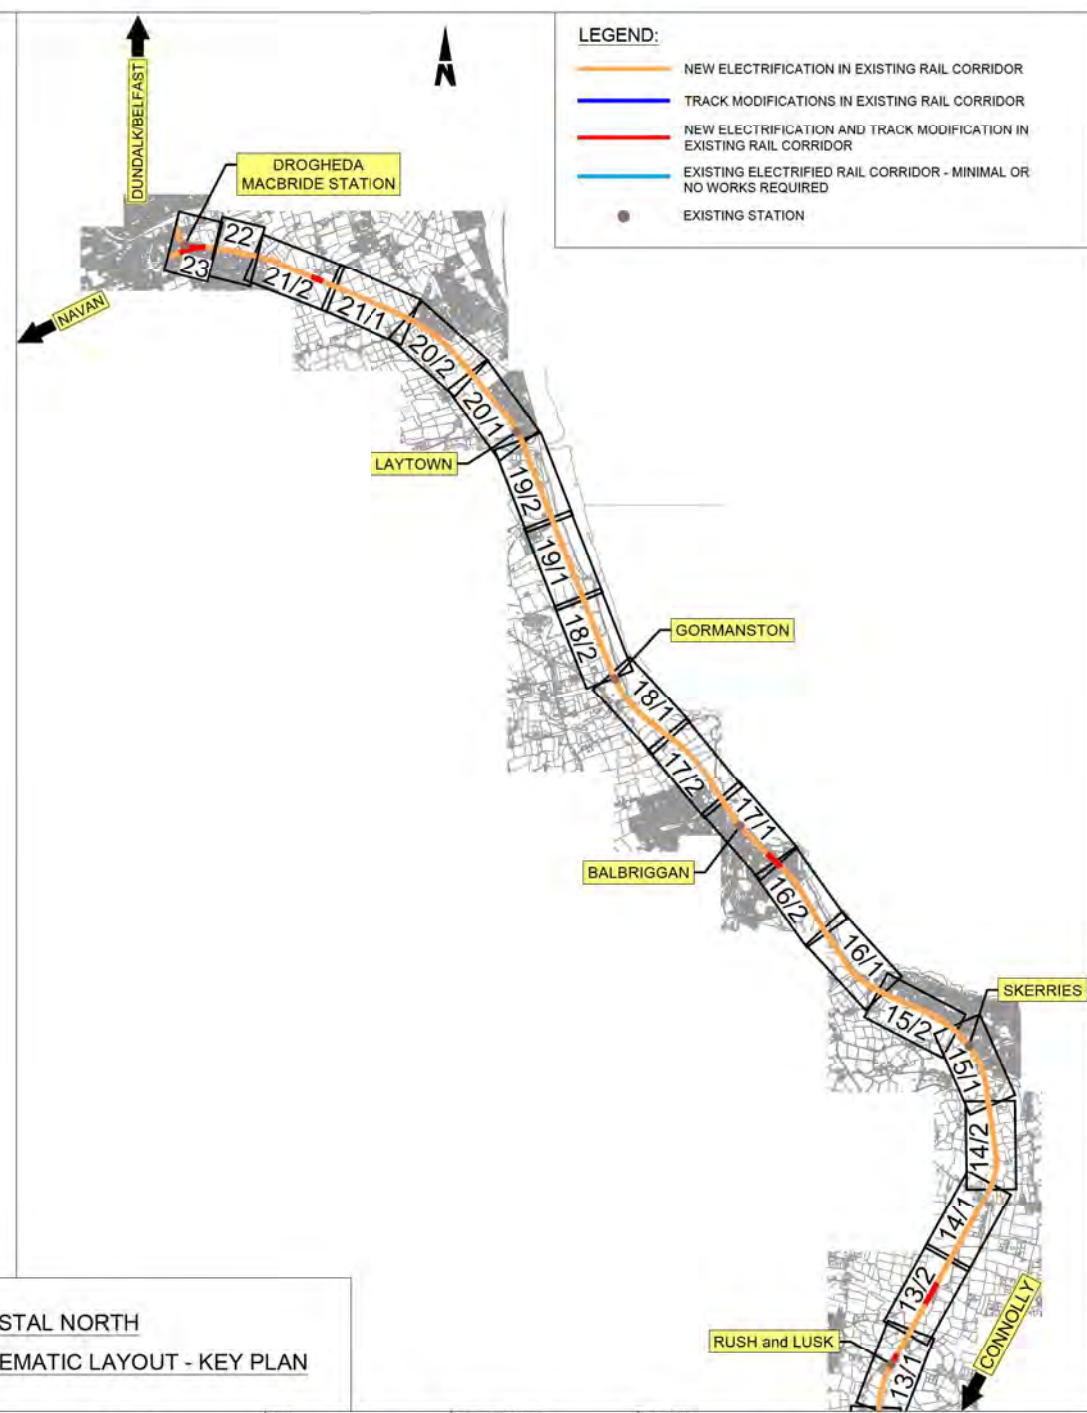 LEGEND:
NEW ELECTRIFICATION IN EXISTING RAIL CORRIDOR
TRACK MODIFICATIONS IN EXISTING RAIL CORRIDOR
NEW ELECTRIFICATION AND TRACK MODIFICATION IN
EXISTING RAIL CORRIDOR
EXISTING ELECTRIFIED RAIL CORRIDOR - MINIMAL OR
NO WORKS REQUIRED
EXISTING STATION
N
DUNDALK/BELFAST
DROGHEDA
MACBRIDE STATION
NAVAN
23
22
21/2
21/1
20/2
20/1
LAYTOWN
19/2
19/1
18/2
GORMANSTON
18/1
17/2
17/1
BALBRIGGAN
16/2
16/1
SKERRIES
15/2
15/1
14/2
14/1
13/2
CONNOLLY
RUSH and LUSK
13/1
STAL NORTH
EMATIC LAYOUT - KEY PLAN